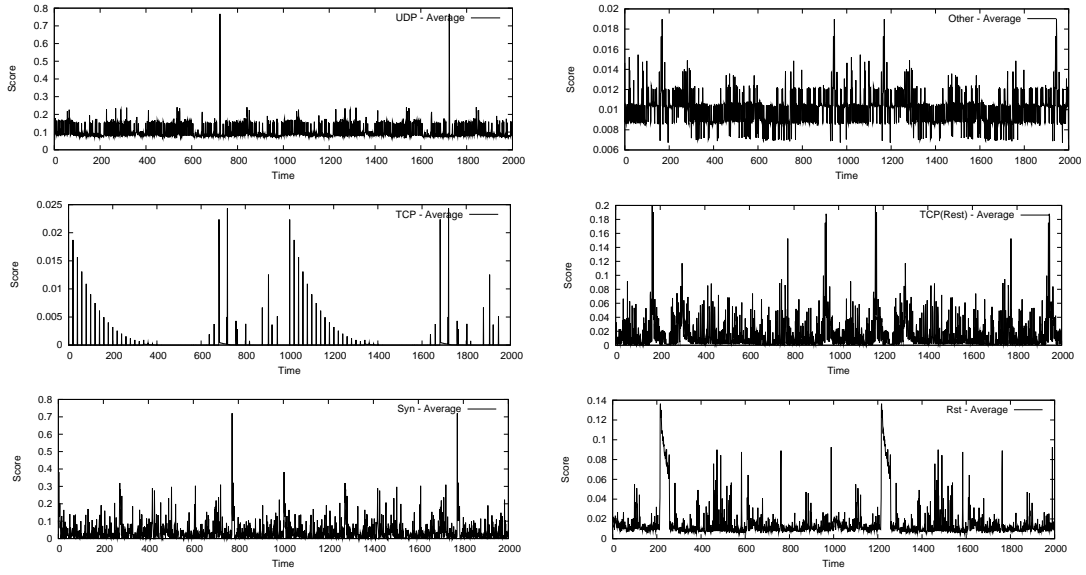 0.8
0.7
0.6
0.5
0.4
0.3
0.2
0.1
0
0 200 400 600 800 1000 1200 1400 1600 1800 2000
Score
Time
UDP - Average
0.02
0.018
0.016
0.014
0.012
0.01
0.008
0.006
0 200 400 600 800 1000 1200 1400 1600 1800 2000
Score
Time
Other - Average
0.025
0.02
0.015
0.01
0.005
0
0 200 400 600 800 1000 1200 1400 1600 1800 2000
Score
Time
TCP - Average
0.2
0.18
0.16
0.14
0.12
0.1
0.08
0.06
0.04
0.02
0
0 200 400 600 800 1000 1200 1400 1600 1800 2000
Score
Time
TCP(Rest) - Average
0.8
0.7
0.6
0.5
0.4
0.3
0.2
0.1
0
0 200 400 600 800 1000 1200 1400 1600 1800 2000
Score
Time
Syn - Average
0.14
0.12
0.1
0.08
0.06
0.04
0.02
0
0 200 400 600 800 1000 1200 1400 1600 1800 2000
Score
Time
Rst - Average